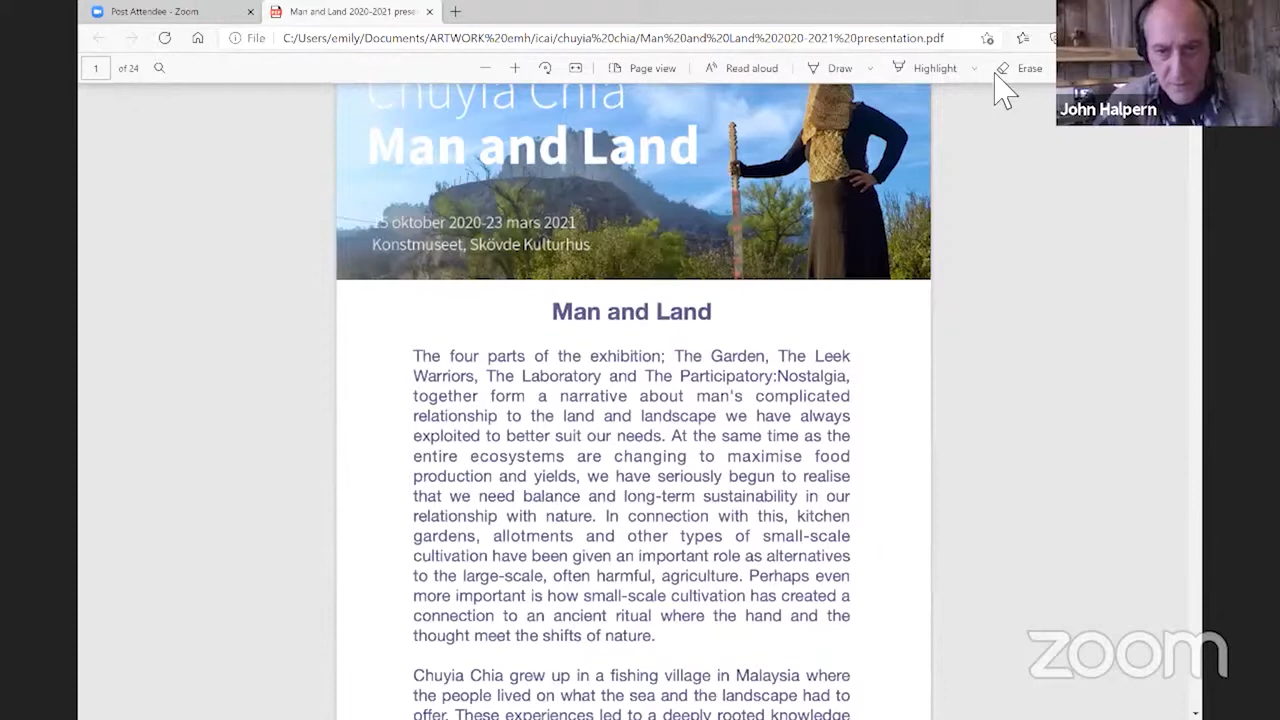 Post Attendee - Zoom
Man and Land 2020-2021 prese
File
C:/Users/emily/Documents/ARTWORK%20emh/icai/chuyia%20chia/Man%20and%20Land%202020-2021%20presentation.pdf
1 of 24
Page view
Read aloud
Draw
Highlight
Erase
John Halpern
Chuyia Chia
Man and Land
15 oktober 2020-23 mars 2021
Konstmuseet, Skövde Kulturhus
Man and Land
The four parts of the exhibition; The Garden, The Leek
Warriors, The Laboratory and The Participatory:Nostalgia,
together form a narrative about man's complicated
relationship to the land and landscape we have always
exploited to better suit our needs. At the same time as the
entire ecosystems are changing to maximise food
production and yields, we have seriously begun to realise
that we need balance and long-term sustainability in our
relationship with nature. In connection with this, kitchen
gardens, allotments and other types of small-scale
cultivation have been given an important role as alternatives
to the large-scale, often harmful, agriculture. Perhaps even
more important is how small-scale cultivation has created a
connection to an ancient ritual where the hand and the
thought meet the shifts of nature.
Chuyia Chia grew up in a fishing village in Malaysia where
the people lived on what the sea and the landscape had to
offer. These experiences led to a deeply rooted knowledge
zoom